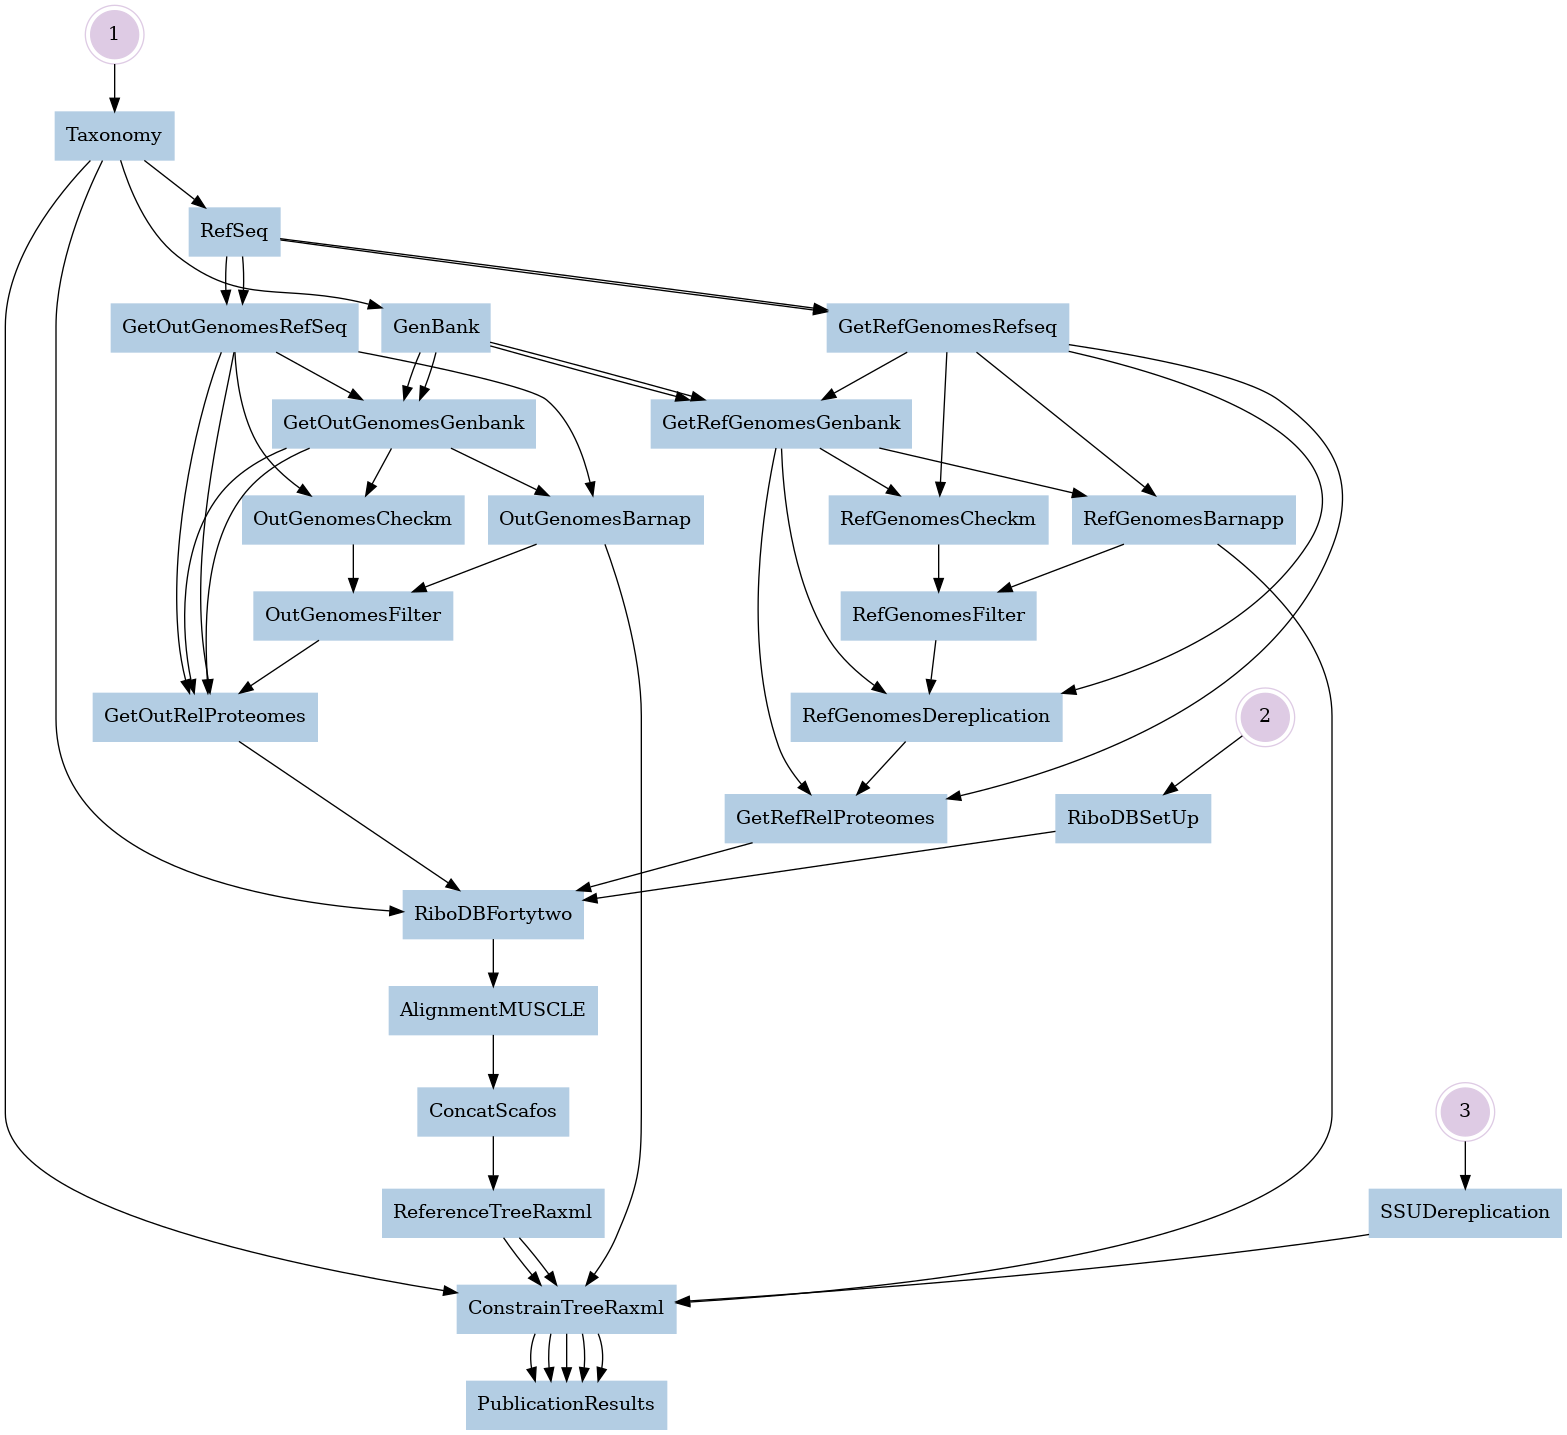 1
Taxonomy
RefSeq
GetOutGenomesRefSeq
GenBank
GetRefGenomesRefseq
GetOutGenomesGenbank
GetRefGenomesGenbank
OutGenomesCheckm
OutGenomesBarnap
RefGenomesCheckm
RefGenomesBarnapp
OutGenomesFilter
RefGenomesFilter
GetOutRelProteomes
RefGenomesDereplication
2
GetRefRelProteomes
RiboDBSetUp
RiboDBFortytwo
AlignmentMUSCLE
ConcatScafos
3
ReferenceTreeRaxml
SSUDereplication
ConstrainTreeRaxml
PublicationResults